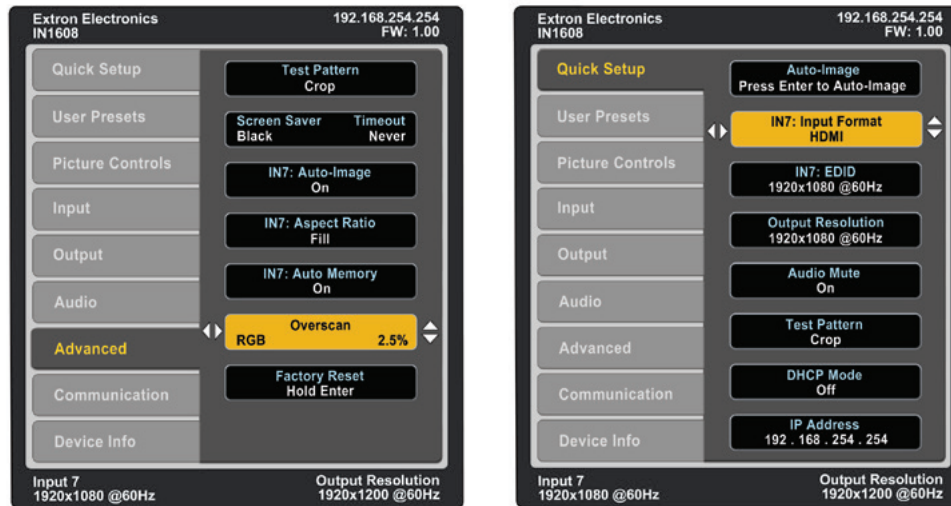 Extron Electronics
IN1608
192.168.254.254
FW: 1.00
Quick Setup
User Presets
Picture Controls
Input
Output
Audio
Advanced
Communication
Device Info
Test Pattern
Crop
Screen Saver Timeout
Black Never
IN7: Auto-Image
On
IN7: Aspect Ratio
Fill
IN7: Auto Memory
On
Overscan
RGB 2.5%
Factory Reset
Hold Enter
Input 7
1920x1080 @60Hz
Output Resolution
1920x1200 @60Hz
Extron Electronics
IN1608
192.168.254.254
FW: 1.00
Quick Setup
User Presets
Picture Controls
Input
Output
Audio
Advanced
Communication
Device Info
Auto-Image
Press Enter to Auto-Image
IN7: Input Format
HDMI
IN7: EDID
1920x1080 @60Hz
Output Resolution
1920x1080 @60Hz
Audio Mute
On
Test Pattern
Crop
DHCP Mode
Off
IP Address
192 . 168 . 254 . 254
Input 7
1920x1080 @60Hz
Output Resolution
1920x1200 @60Hz